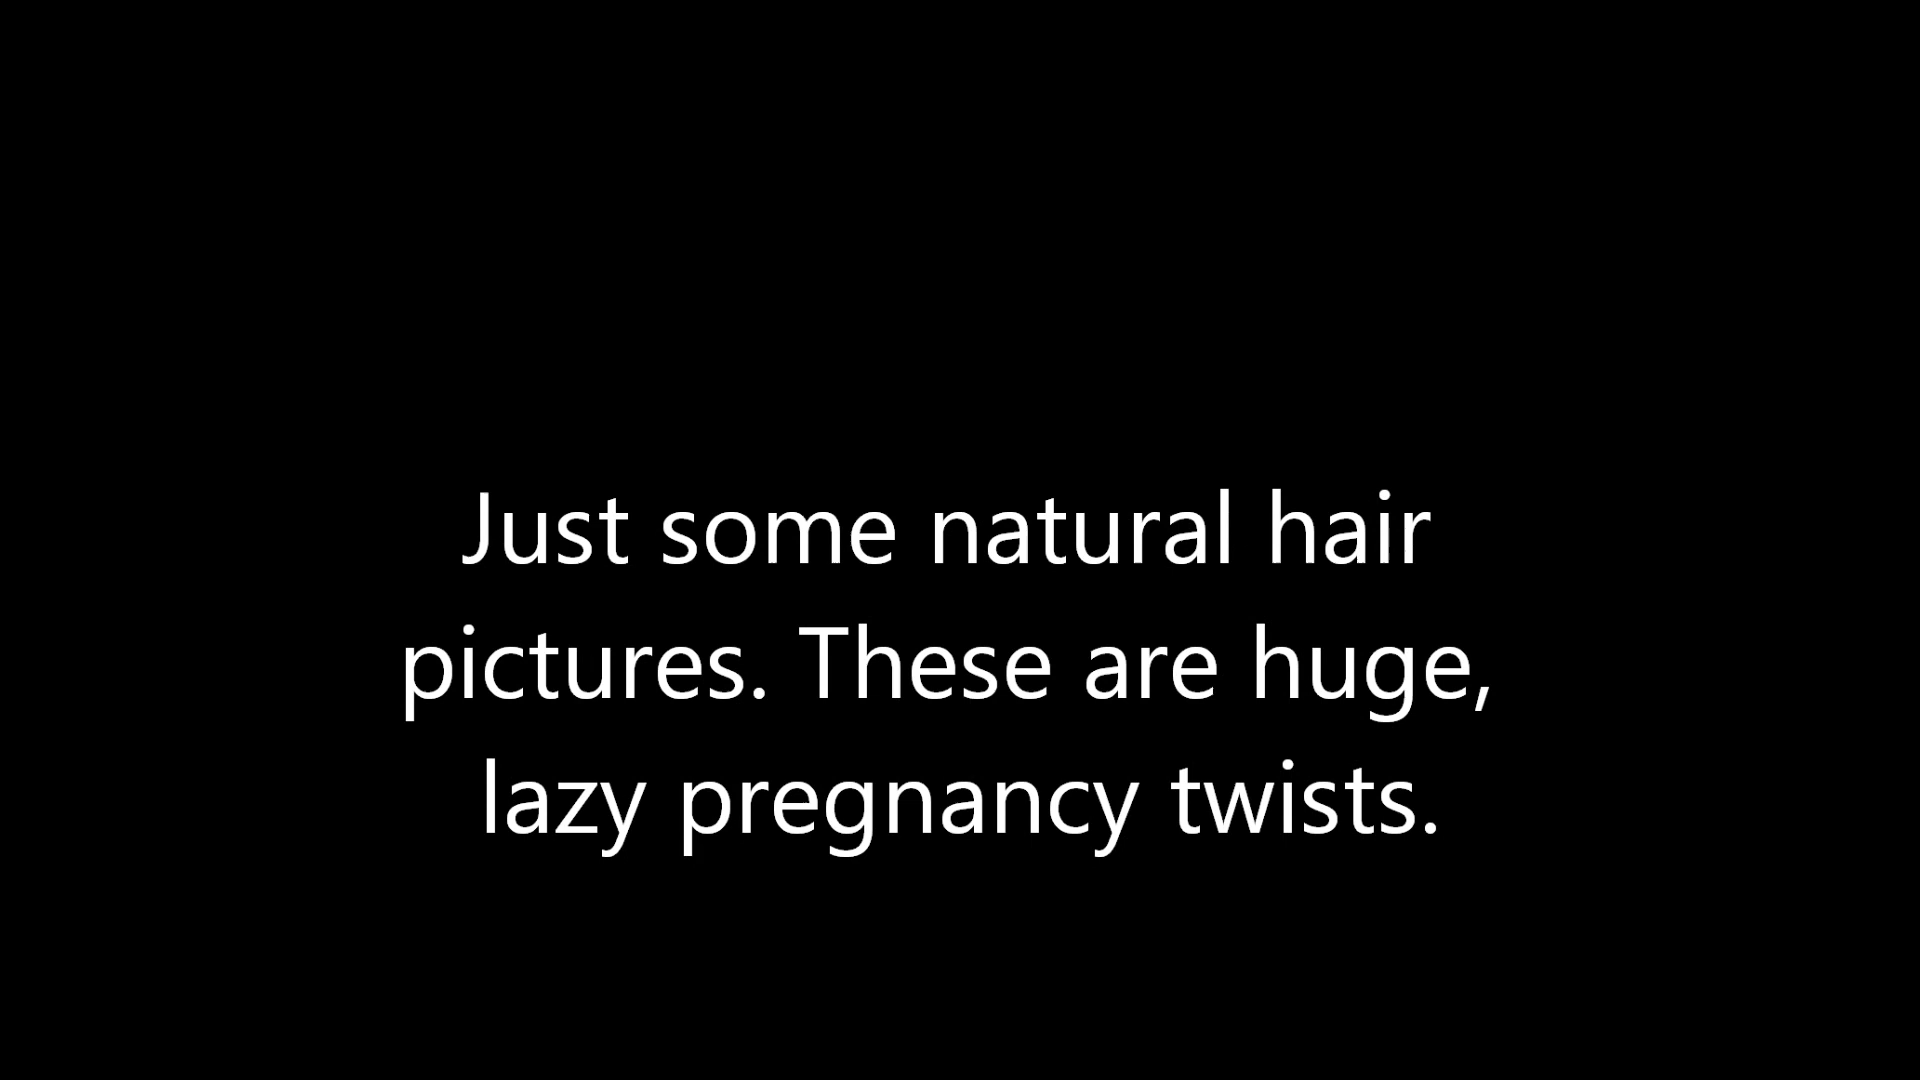 Just some natural hair
pictures. These are huge,
lazy pregnancy twists.